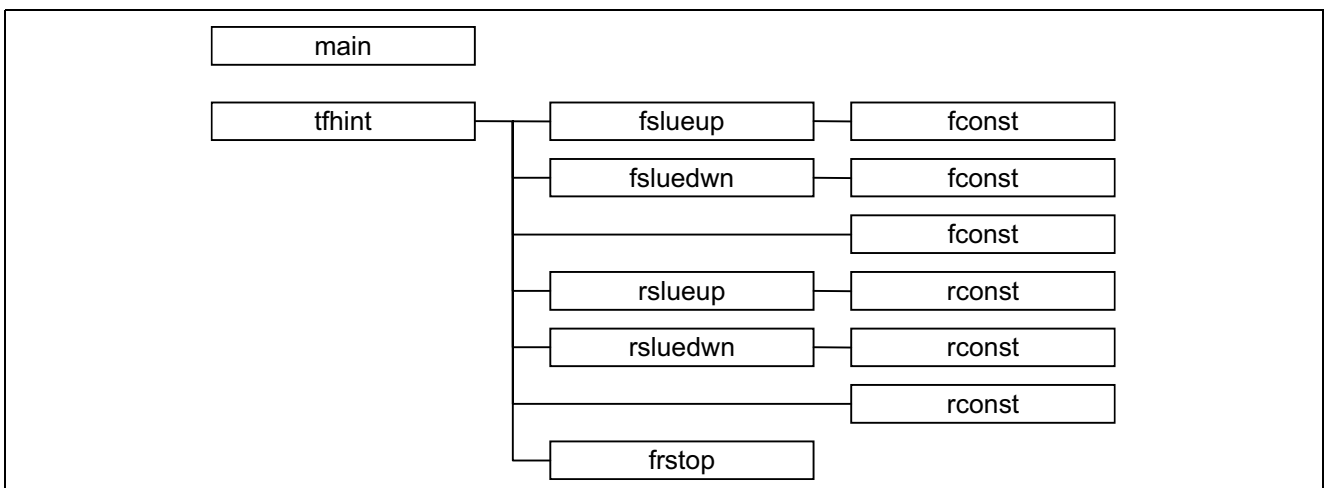 main
tfhint fslueup fconst
fsluedwn fconst
fconst
rslueup rconst
rsluedwn rconst
rconst
frstop